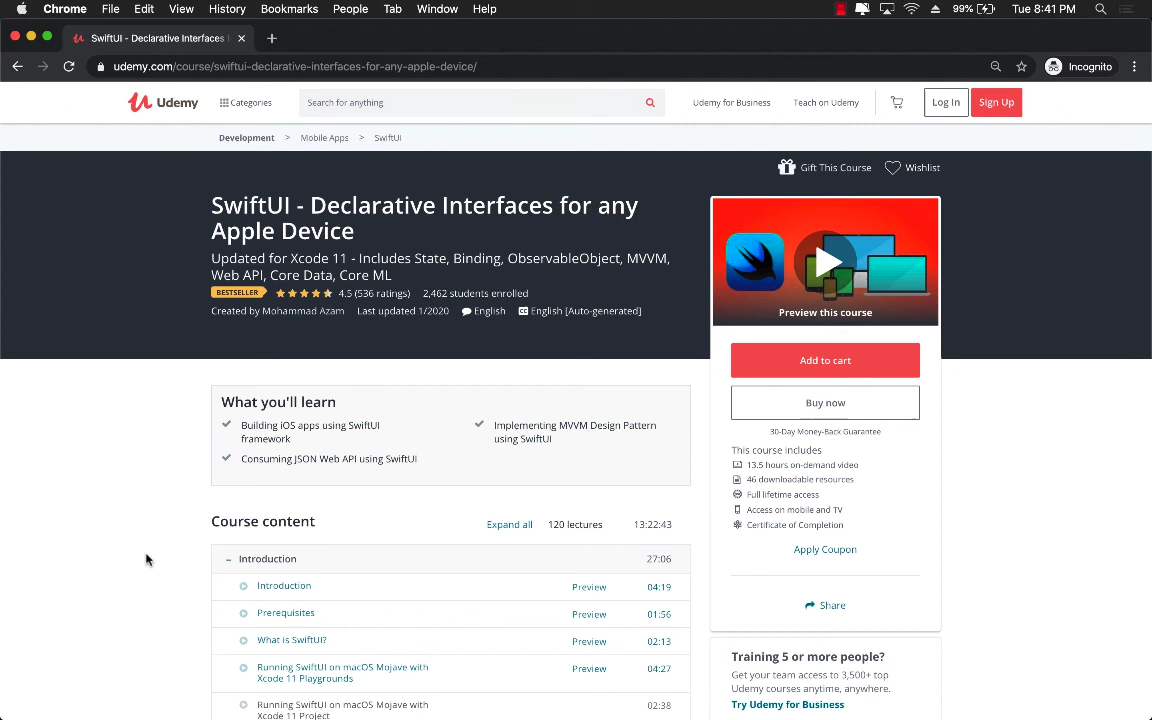 Chrome File Edit View History Bookmarks People Tab Window Help 99% Tue 8:41 PM
SwiftUI - Declarative Interfaces f
udemy.com/course/swiftui-declarative-interfaces-for-any-apple-device/ Incognito
Udemy Categories Search for anything Udemy for Business Teach on Udemy Log In Sign Up
Development > Mobile Apps > SwiftUI
Gift This Course Wishlist
SwiftUI - Declarative Interfaces for any
Apple Device
Updated for Xcode 11 - Includes State, Binding, ObservableObject, MVVM,
Web API, Core Data, Core ML
BESTSELLER 4.5 (536 ratings) 2,462 students enrolled
Created by Mohammad Azam Last updated 1/2020 English CC English [Auto-generated]
Preview this course
Add to cart
Buy now
30-Day Money-Back Guarantee
This course includes
13.5 hours on-demand video
46 downloadable resources
Full lifetime access
Access on mobile and TV
Certificate of Completion
Apply Coupon
Share
Training 5 or more people?
Get your team access to 3,500+ top
Udemy courses anytime, anywhere.
Try Udemy for Business
What you'll learn
Building iOS apps using SwiftUI
framework
Consuming JSON Web API using SwiftUI
Implementing MVVM Design Pattern
using SwiftUI
Course content Expand all 120 lectures 13:22:43
– Introduction 27:06
Introduction Preview 04:19
Prerequisites Preview 01:56
What is SwiftUI? Preview 02:13
Running SwiftUI on macOS Mojave with
Xcode 11 Playgrounds Preview 04:27
Running SwiftUI on macOS Mojave with
Xcode 11 Project 02:38